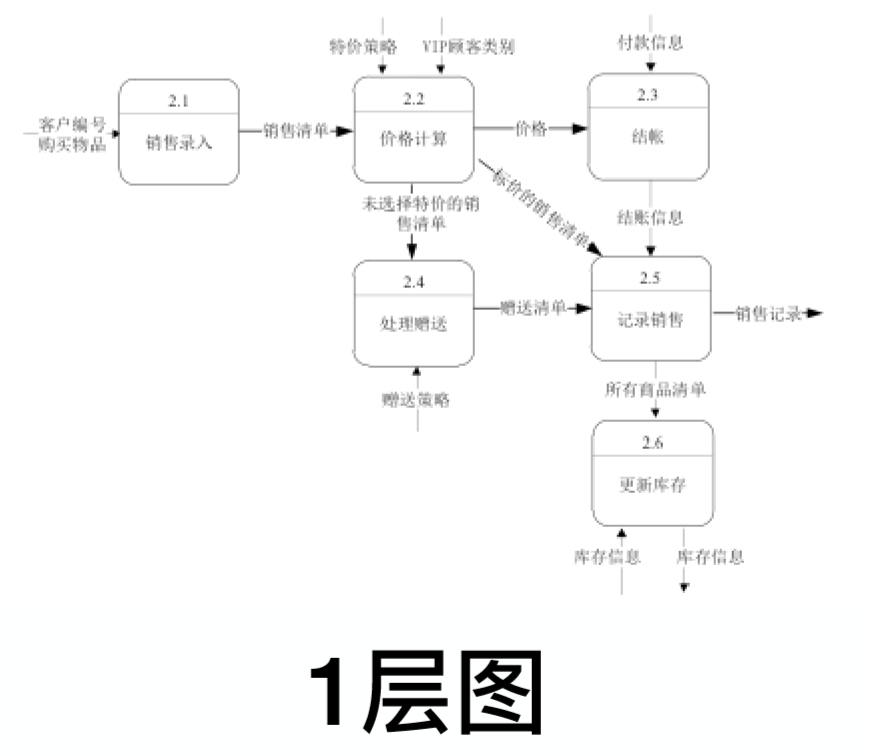 特价策略
VIP顾客类别
付款信息
2.1
销售录入
客户编号
购买物品
销售清单
2.2
价格计算
价格
2.3
结帐
未选择特价的销
售清单
标价的销售清单
结账信息
2.4
处理赠送
赠送清单
2.5
记录销售
销售记录
赠送策略
所有商品清单
2.6
更新库存
库存信息
库存信息
1层图